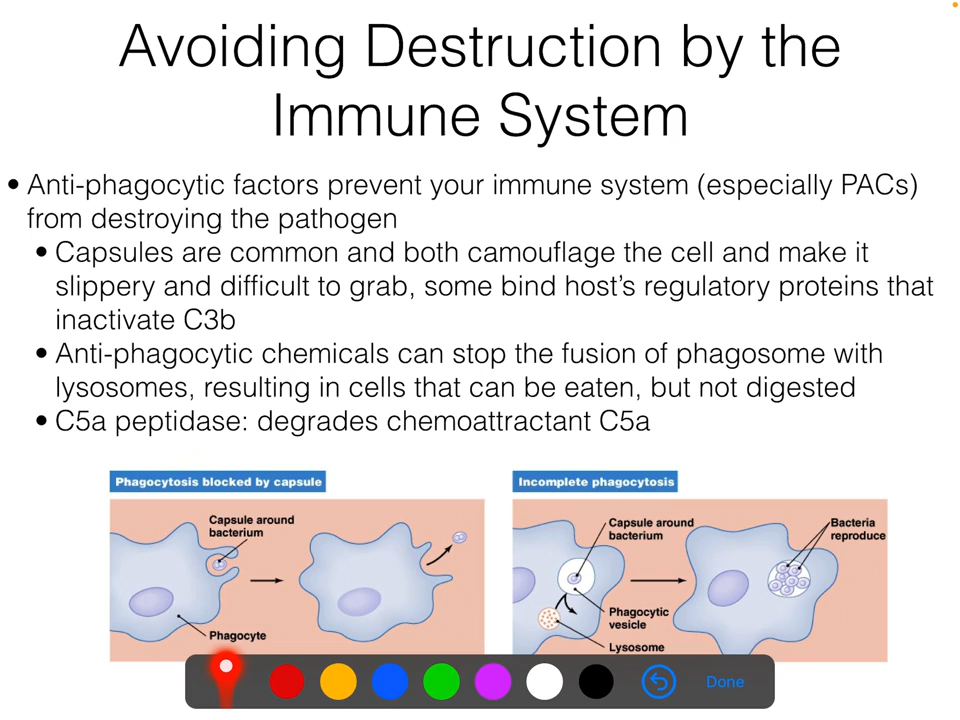 Avoiding Destruction by the
Immune System
• Anti-phagocytic factors prevent your immune system (especially PACs)
from destroying the pathogen
• Capsules are common and both camouflage the cell and make it
slippery and difficult to grab, some bind host's regulatory proteins that
inactivate C3b
• Anti-phagocytic chemicals can stop the fusion of phagosome with
lysosomes, resulting in cells that can be eaten, but not digested
• C5a peptidase: degrades chemoattractant C5a
Phagocytosis blocked by capsule
Capsule around
bacterium
Phagocyte
Incomplete phagocytosis
Capsule around
bacterium
Bacteria
reproduce
Phagocytic
vesicle
Lysosome
Done